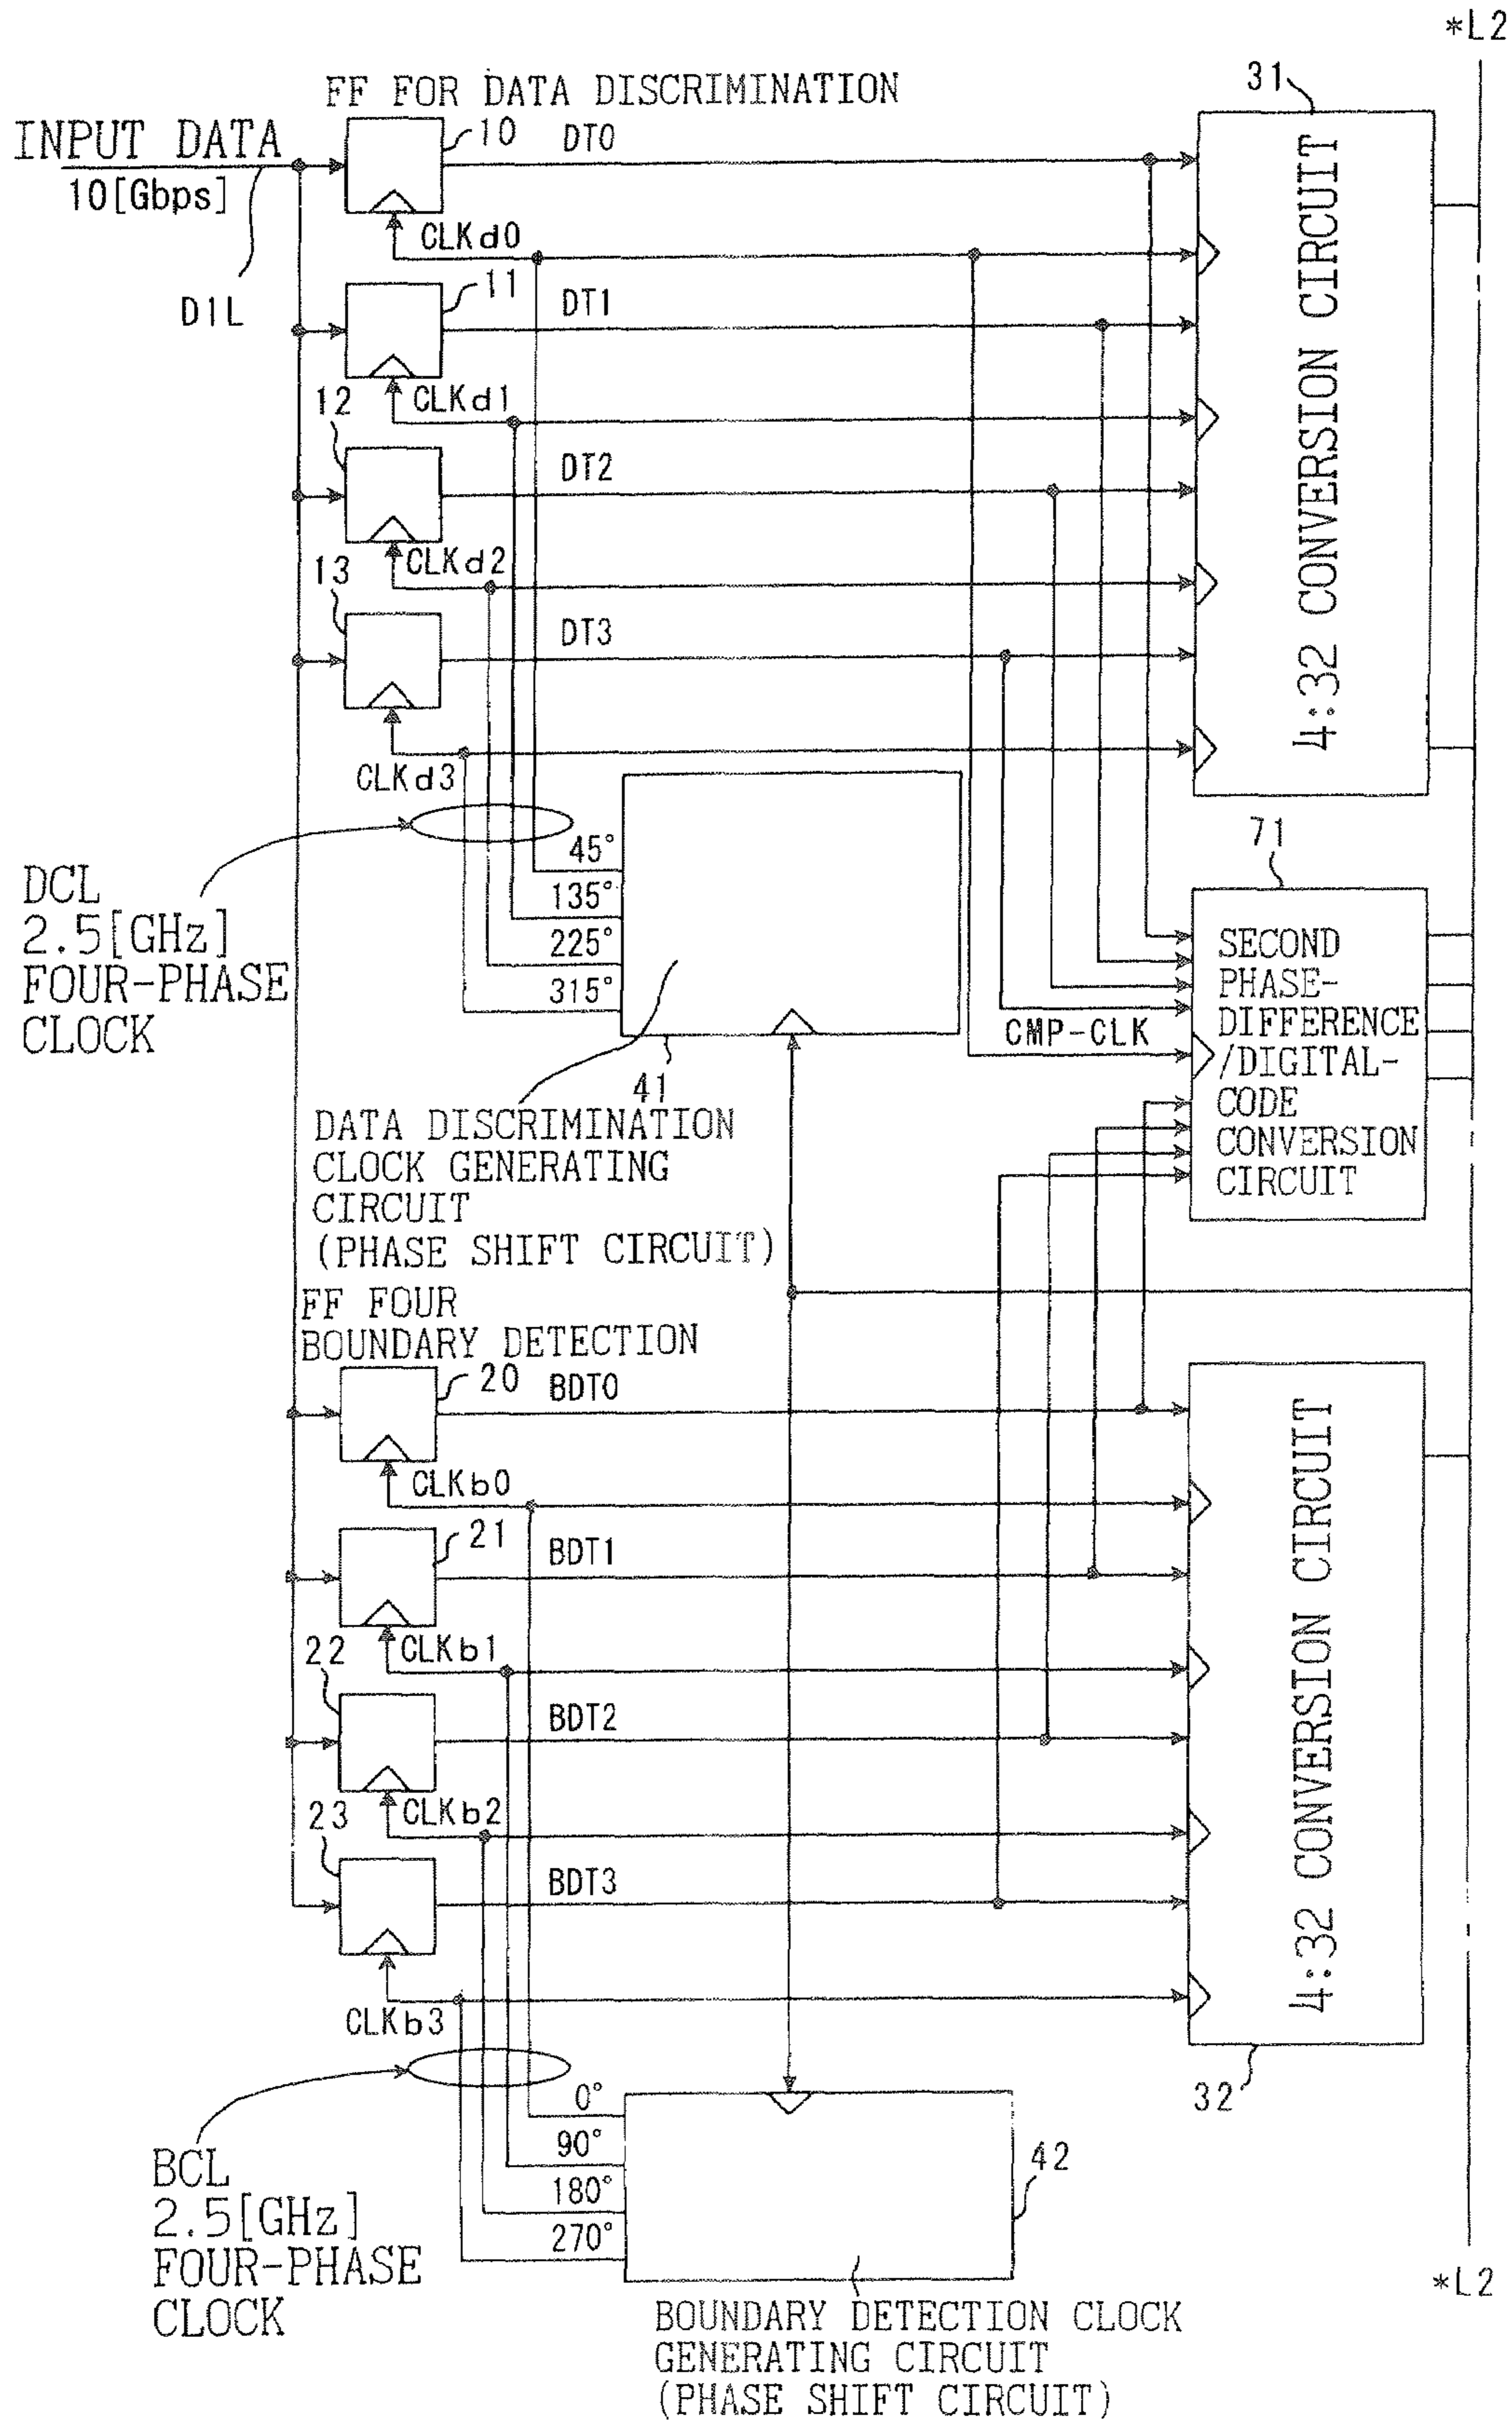 *L2
FF FOR DATA DISCRIMINATION
31
INPUT DATA
10[Gbps]
10
DT0
CLKd0
D1L
11
DT1
CLKd1
12
DT2
CLKd2
13
DT3
CLKd3
4:32 CONVERSION CIRCUIT
DCL
2.5[GHz]
FOUR-PHASE
CLOCK
45°
135°
225°
315°
41
DATA DISCRIMINATION
CLOCK GENERATING
CIRCUIT
(PHASE SHIFT CIRCUIT)
71
SECOND
PHASE-
DIFFERENCE
/DIGITAL-
CODE
CONVERSION
CIRCUIT
CMP-CLK
FF FOUR
BOUNDARY DETECTION
20
BDT0
CLKb0
21
BDT1
CLKb1
22
BDT2
CLKb2
23
BDT3
CLKb3
4:32 CONVERSION CIRCUIT
32
BCL
2.5[GHz]
FOUR-PHASE
CLOCK
0°
90°
180°
270°
42
BOUNDARY DETECTION CLOCK
GENERATING CIRCUIT
(PHASE SHIFT CIRCUIT)
*L2